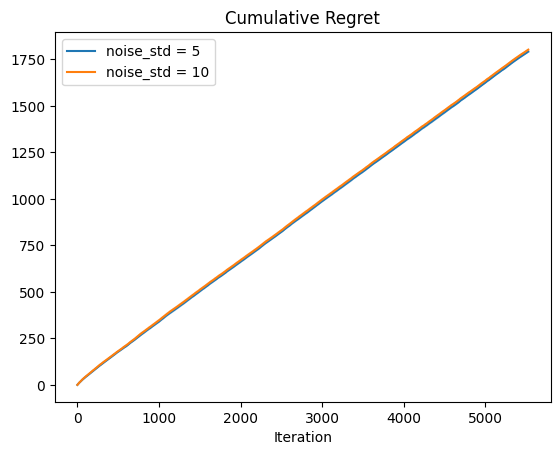 Cumulative Regret
noise_std = 5
noise_std = 10
1750
1500
1250
1000
750
500
250
0
0 1000 2000 3000 4000 5000
Iteration